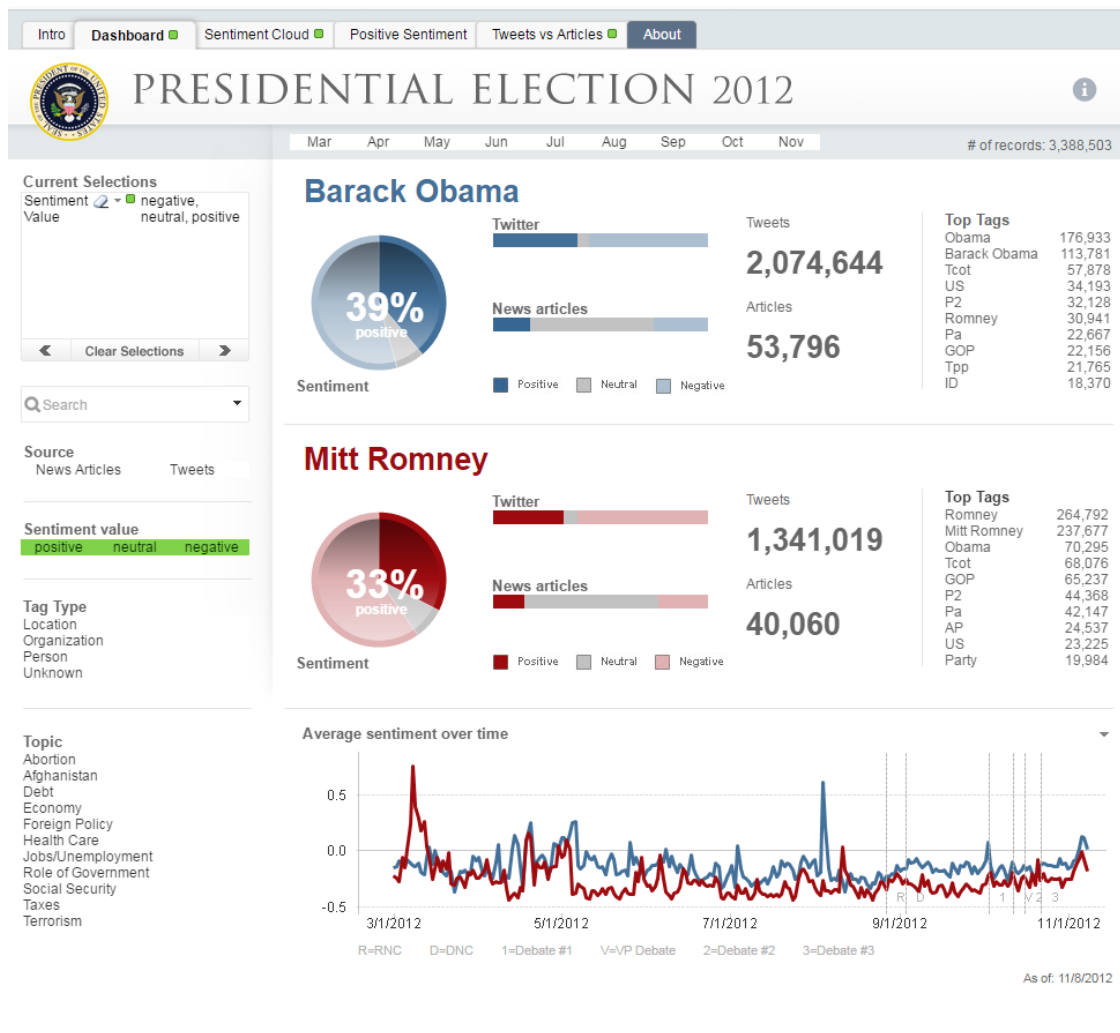 Intro Dashboard Sentiment Cloud Positive Sentiment Tweets vs Articles About
PRESIDENTIAL ELECTION 2012
Mar Apr May Jun Jul Aug Sep Oct Nov
# of records: 3,388,503
Current Selections
Sentiment Value negative, neutral, positive
Clear Selections
Search
Source
News Articles Tweets
Sentiment value
positive neutral negative
Tag Type
Location
Organization
Person
Unknown
Topic
Abortion
Afghanistan
Debt
Economy
Foreign Policy
Health Care
Jobs/Unemployment
Role of Government
Social Security
Taxes
Terrorism
Barack Obama
39%
positive
Sentiment
Twitter
News articles
Positive Neutral Negative
Tweets
2,074,644
Articles
53,796
Top Tags
Obama 176,933
Barack Obama 113,781
Tcot 57,878
US 34,193
P2 32,128
Romney 30,941
Pa 22,667
GOP 22,156
Tpp 21,765
ID 18,370
Mitt Romney
33%
positive
Sentiment
Twitter
News articles
Positive Neutral Negative
Tweets
1,341,019
Articles
40,060
Top Tags
Romney 264,792
Mitt Romney 237,677
Obama 70,295
Tcot 68,076
GOP 65,237
P2 44,368
Pa 42,147
AP 24,537
US 23,225
Party 19,984
Average sentiment over time
0.5
0.0
-0.5
R D 1 V 2 3
3/1/2012 5/1/2012 7/1/2012 9/1/2012 11/1/2012
R=RNC D=DNC 1=Debate #1 V=VP Debate 2=Debate #2 3=Debate #3
As of: 11/8/2012